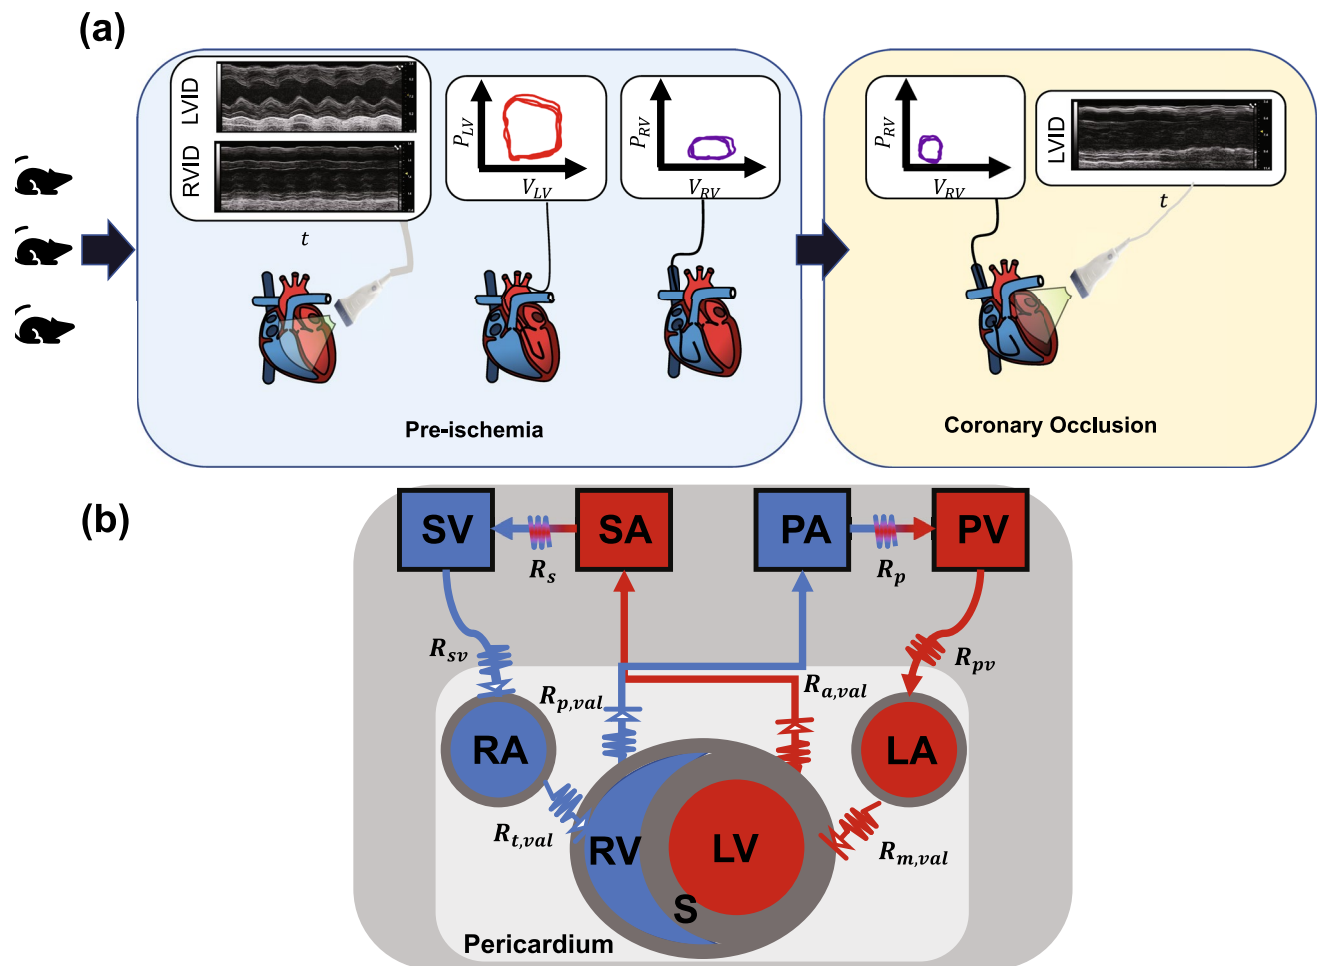 (a)
LVID
RVID
t
P_LV
V_LV
P_RV
V_RV
Pre-ischemia
P_RV
V_RV
LVID
t
Coronary Occlusion
(b)
SV
SA
PA
PV
R_s
R_p
R_sv
R_pv
R_p,val
R_a,val
RA
LA
R_t,val
RV
LV
R_m,val
S
Pericardium